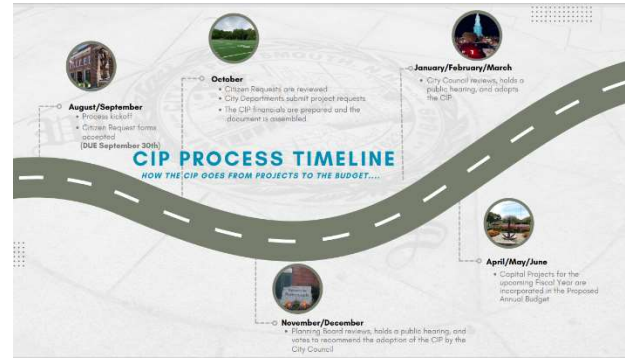 August/September
Process kickoff
Citizen Request forms
accepted
(DUE September 30th)
October
Citizen Requests are reviewed
City Departments submit project requests
The CIP financials are prepared and the
document is assembled
January/February/March
City Council reviews, holds a
public hearing, and adopts
the CIP
CIP PROCESS TIMELINE
HOW THE CIP GOES FROM PROJECTS TO THE BUDGET....
April/May/June
Capital Projects for the
upcoming Fiscal Year are
incorporated in the Proposed
Annual Budget
November/December
Planning Board reviews, holds a public hearing, and
votes to recommend the adoption of the CIP by the
City Council